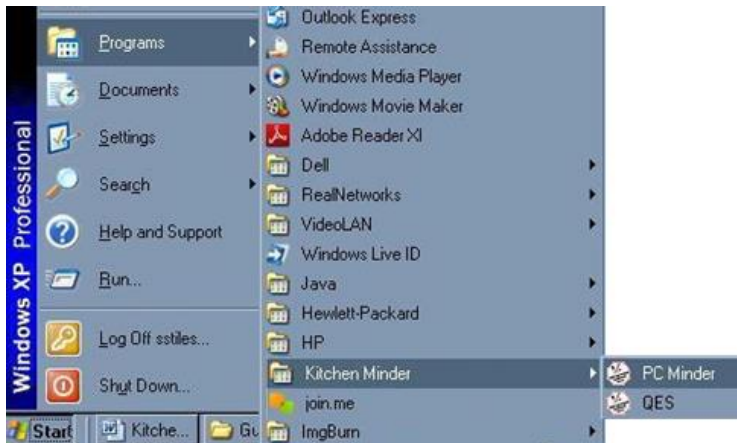 Windows XP Professional
Programs
Documents
Settings
Search
Help and Support
Run...
Log Off sstiles...
Shut Down...
Outlook Express
Remote Assistance
Windows Media Player
Windows Movie Maker
Adobe Reader XI
Dell
RealNetworks
VideoLAN
Windows Live ID
Java
Hewlett-Packard
HP
Kitchen Minder
join.me
ImgBurn
PC Minder
QES
Start
Kitche...
Gu